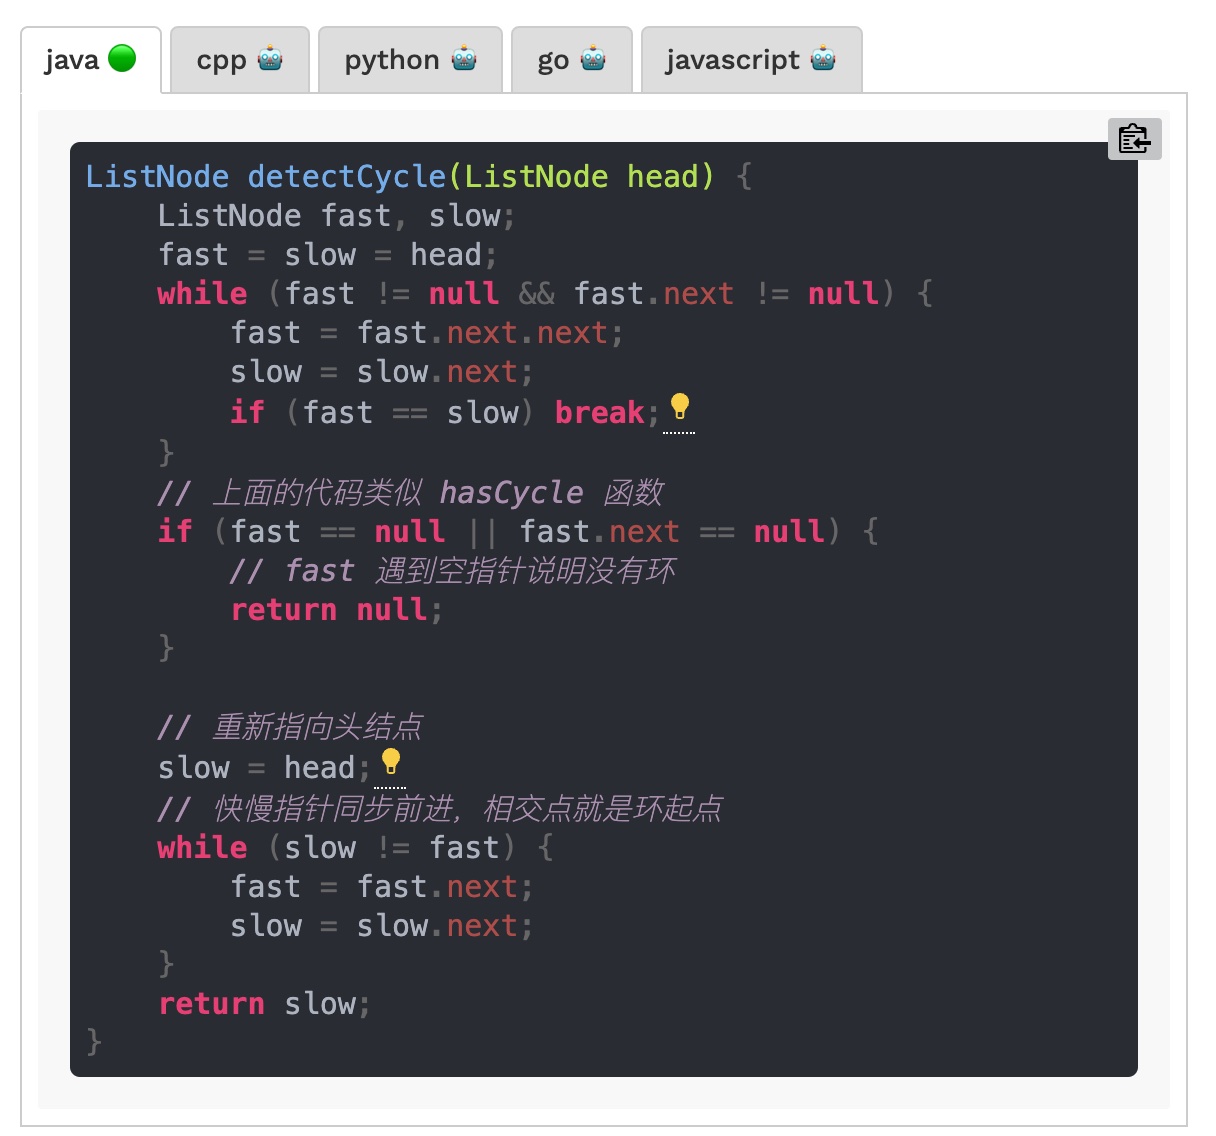 java cpp python go javascript
ListNode detectCycle(ListNode head) {
    ListNode fast, slow;
    fast = slow = head;
    while (fast != null && fast.next != null) {
        fast = fast.next.next;
        slow = slow.next;
        if (fast == slow) break;
    }
    // 上面的代码类似 hasCycle 函数
    if (fast == null || fast.next == null) {
        // fast 遇到空指针说明没有环
        return null;
    }
    // 重新指向头结点
    slow = head;
    // 快慢指针同步前进，相交点就是环起点
    while (slow != fast) {
        fast = fast.next;
        slow = slow.next;
    }
    return slow;
}